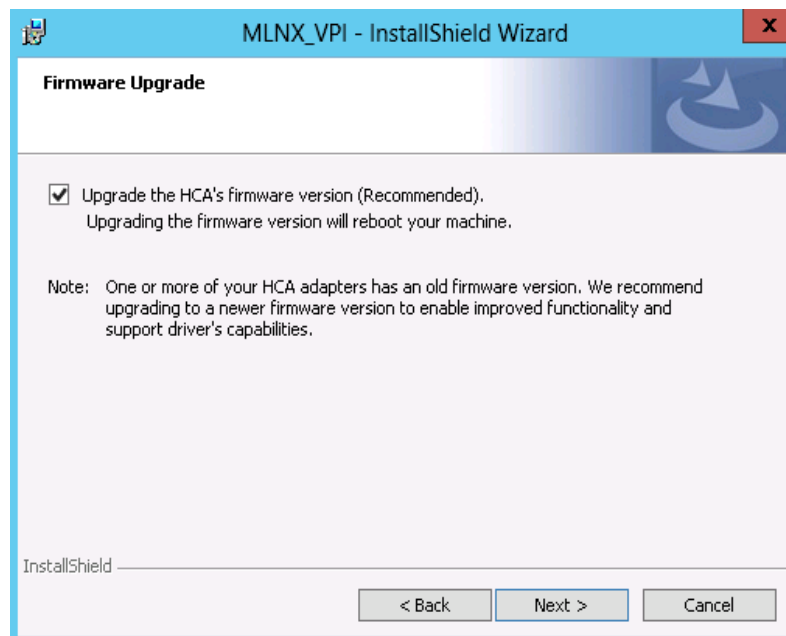 MLNX_VPI - InstallShield Wizard
x
Firmware Upgrade
Upgrade the HCA's firmware version (Recommended).
Upgrading the firmware version will reboot your machine.
Note: One or more of your HCA adapters has an old firmware version. We recommend
upgrading to a newer firmware version to enable improved functionality and
support driver's capabilities.
InstallShield
< Back Next > Cancel